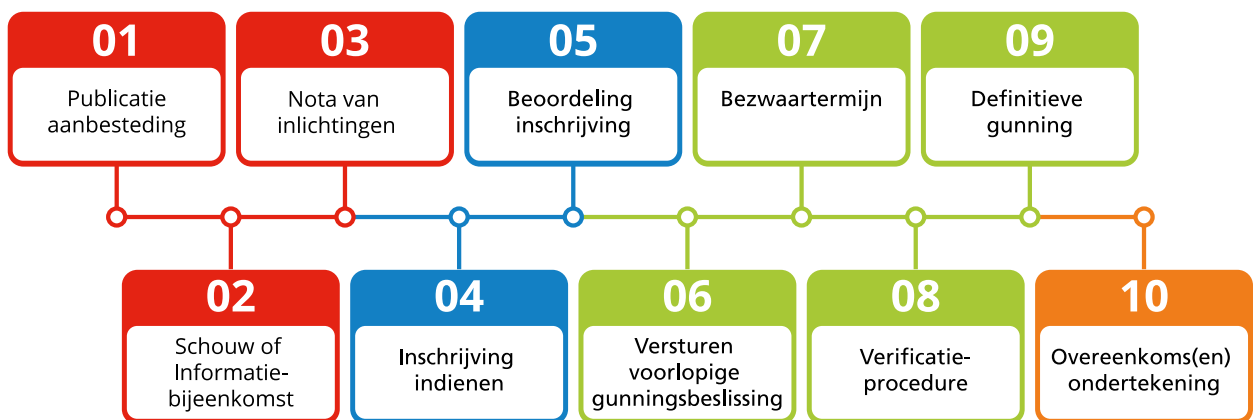 01
Publicatie
aanbesteding
02
Schouw of
Informatie-
bijeenkomst
03
Nota van
inlichtingen
04
Inschrijving
indienen
05
Beoordeling
inschrijving
06
Versturen
voorlopige
gunningsbeslissing
07
Bezwaartermijn
08
Verificatie-
procedure
09
Definitieve
gunning
10
Overeenkoms(en)
ondertekening